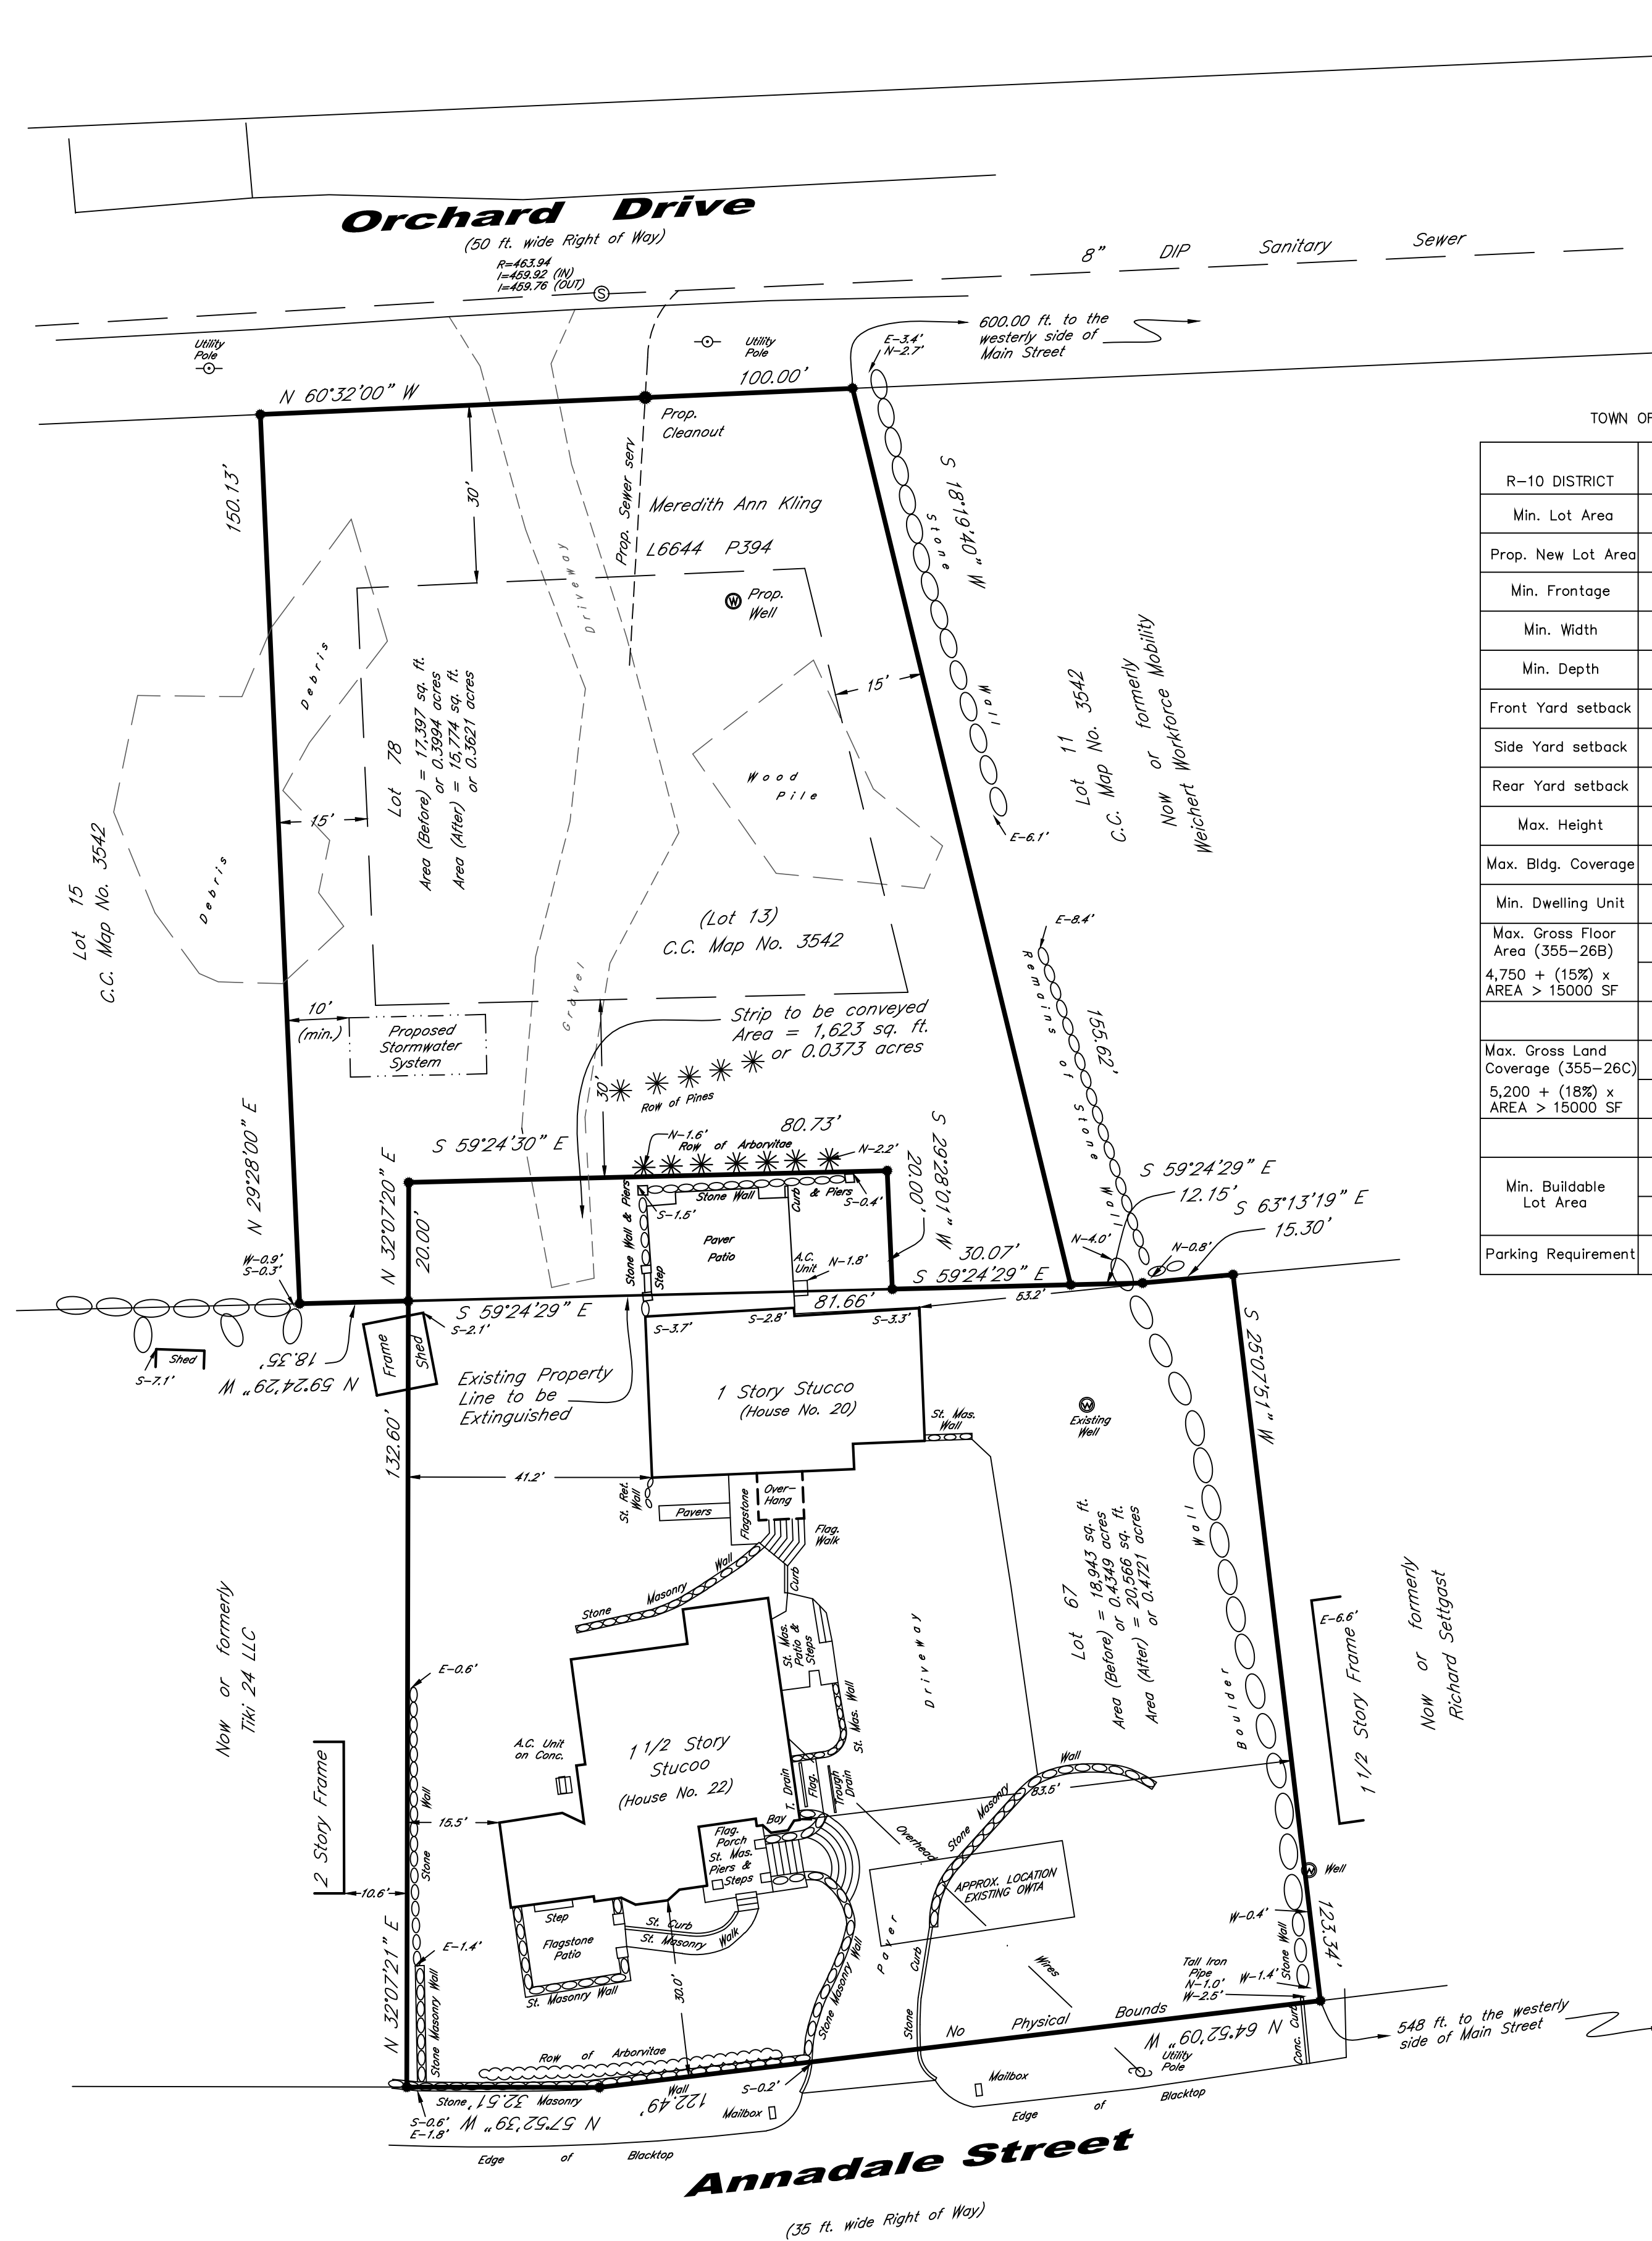 Orchard Drive
(50 ft. wide Right of Way)
R=463.94
I=459.92 (IN)
I=459.76 (OUT)
S
8" DIP Sanitary Sewer
Utility
Pole
Utility
Pole
600.00 ft. to the
westerly side of
Main Street
E-3.4'
N-2.7'
N 60°32'00" W
100.00'
Prop.
Cleanout
TOWN OF
R-10 DISTRICT
Min. Lot Area
Prop. New Lot Area
Min. Frontage
Min. Width
Min. Depth
Front Yard setback
Side Yard setback
Rear Yard setback
Max. Height
Max. Bldg. Coverage
Min. Dwelling Unit
Max. Gross Floor
Area (355-26B)
4,750 + (15%) x
AREA > 15000 SF
Max. Gross Land
Coverage (355-26C)
5,200 + (18%) x
AREA > 15000 SF
Min. Buildable
Lot Area
Parking Requirement
150.13'
30'
Prop. Sewer serv
Meredith Ann Kling
L6644 P394
S 18°19'40" W
Stone Wall
Driveway
W
Prop.
Well
Debris
Lot 78
Area (Before) = 17,397 sq. ft.
or 0.3994 acres
Area (After) = 15,774 sq. ft.
or 0.3621 acres
15'
15'
Wood
Pile
E-6.1'
Lot 11
C.C. Map No. 3542
Now or formerly
Weichert Workforce Mobility
Lot 15
C.C. Map No. 3542
Debris
(Lot 13)
C.C. Map No. 3542
E-8.4'
Remains of Stone Wall
155.62'
Gravel
10'
(min.)
Proposed
Stormwater
System
Strip to be conveyed
Area = 1,623 sq. ft.
or 0.0373 acres
30'
Row of Pines
N 29°28'00" E
S 59°24'30" E
80.73'
N-1.6'
Row of Arborvitae
N-2.2'
S 29°28'01" W
20.00'
N 32°07'20" E
20.00'
Stone Wall & Piers
Stone Wall
Curb
& Piers
S-0.4'
S-1.5'
Paver
Patio
Step
A.C.
Unit
N-1.8'
30.07'
S 59°24'29" E
S 59°24'29" E
12.15'
S 63°13'19" E
15.30'
N-4.0'
N-0.8'
W-0.9'
S-0.3'
S 59°24'29" E
81.66'
53.2'
S-2.1'
S-3.7'
S-2.8'
S-3.3'
Shed
S-7.1'
18.35'
N 59°24'29" W
Frame
Shed
Existing Property
Line to be
Extinguished
1 Story Stucco
(House No. 20)
St. Mas.
Wall
W
Existing
Well
S 25°07'51" W
132.60'
41.2'
St. Ret.
Wall
Pavers
Flagstone
Over-
Hang
Flag.
Walk
Curb
Stone Masonry Wall
St. Mas.
Patio &
Steps
Driveway
Lot 67
Area (Before) = 18,943 sq. ft.
or 0.4349 acres
Area (After) = 20,566 sq. ft.
or 0.4721 acres
Boulder Wall
E-6.6'
1 1/2 Story Frame
Now or formerly
Richard Settgast
Now or formerly
Tiki 24 LLC
E-0.6'
A.C. Unit
on Conc.
1 1/2 Story
Stucoo
(House No. 22)
St. Mas. Wall
T. Drain
Flag.
Trough
Drain
Stone Masonry Wall
83.5'
2 Story Frame
Stone Wall
15.5'
10.6'
Bay
Flag.
Porch
St. Mas.
Piers &
Steps
Overhead
Wires
APPROX. LOCATION
EXISTING OWTA
W
Well
Step
Flagstone
Patio
St. Curb
St. Masonry Walk
St. Masonry Wall
30.0'
Stone Masonry Wall
Paver
Stone Curb
W-0.4'
123.34'
Stone Wall
E-1.4'
N 32°07'21" E
Stone Masonry Wall
Tall Iron
Pipe
N-1.0'
W-2.5'
W-1.4'
Conc. Curb
No Physical Bounds
N 64°52'09" W
Utility
Pole
548 ft. to the westerly
side of Main Street
Row of Arborvitae
Stone Masonry Wall
32.51'
122.49'
S-0.2'
S-0.6'
E-1.8'
N 57°52'39" W
Mailbox
Mailbox
Edge of Blacktop
Edge of Blacktop
Annadale Street
(35 ft. wide Right of Way)